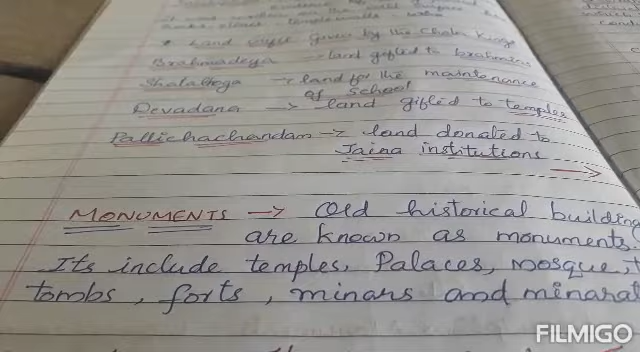 * Land gifts given by the Chola Kings
Brahmadeya → land gifted to brahmins
Shalabhoga → land for the maintenance
of School
Devadana → land gifted to temples
Pallichachandam → land donated to
Jaina institutions
MONUMENTS → Old historical building
are known as monuments.
Its include temples, Palaces, mosque,
tombs, forts, minars and minarat
FILMIGO